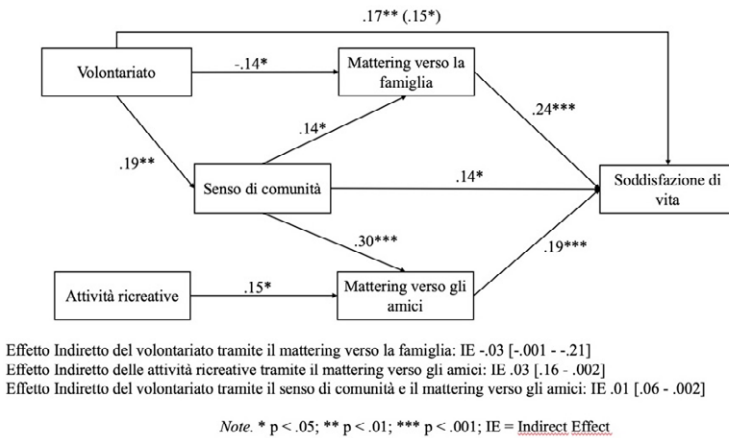 .17** (.15*)
Volontariato
-.14*
Mattering verso la
famiglia
.14*
.24***
.19**
Senso di comunità
.14*
Soddisfazione di
vita
.30***
.19***
Attività ricreative
.15*
Mattering verso gli
amici
Effetto Indiretto del volontariato tramite il mattering verso la famiglia: IE -.03 [-.001 - -.21]
Effetto Indiretto delle attività ricreative tramite il mattering verso gli amici: IE .03 [.16 - .002]
Effetto Indiretto del volontariato tramite il senso di comunità e il mattering verso gli amici: IE .01 [.06 - .002]
Note. * p < .05; ** p < .01; *** p < .001; IE = Indirect Effect